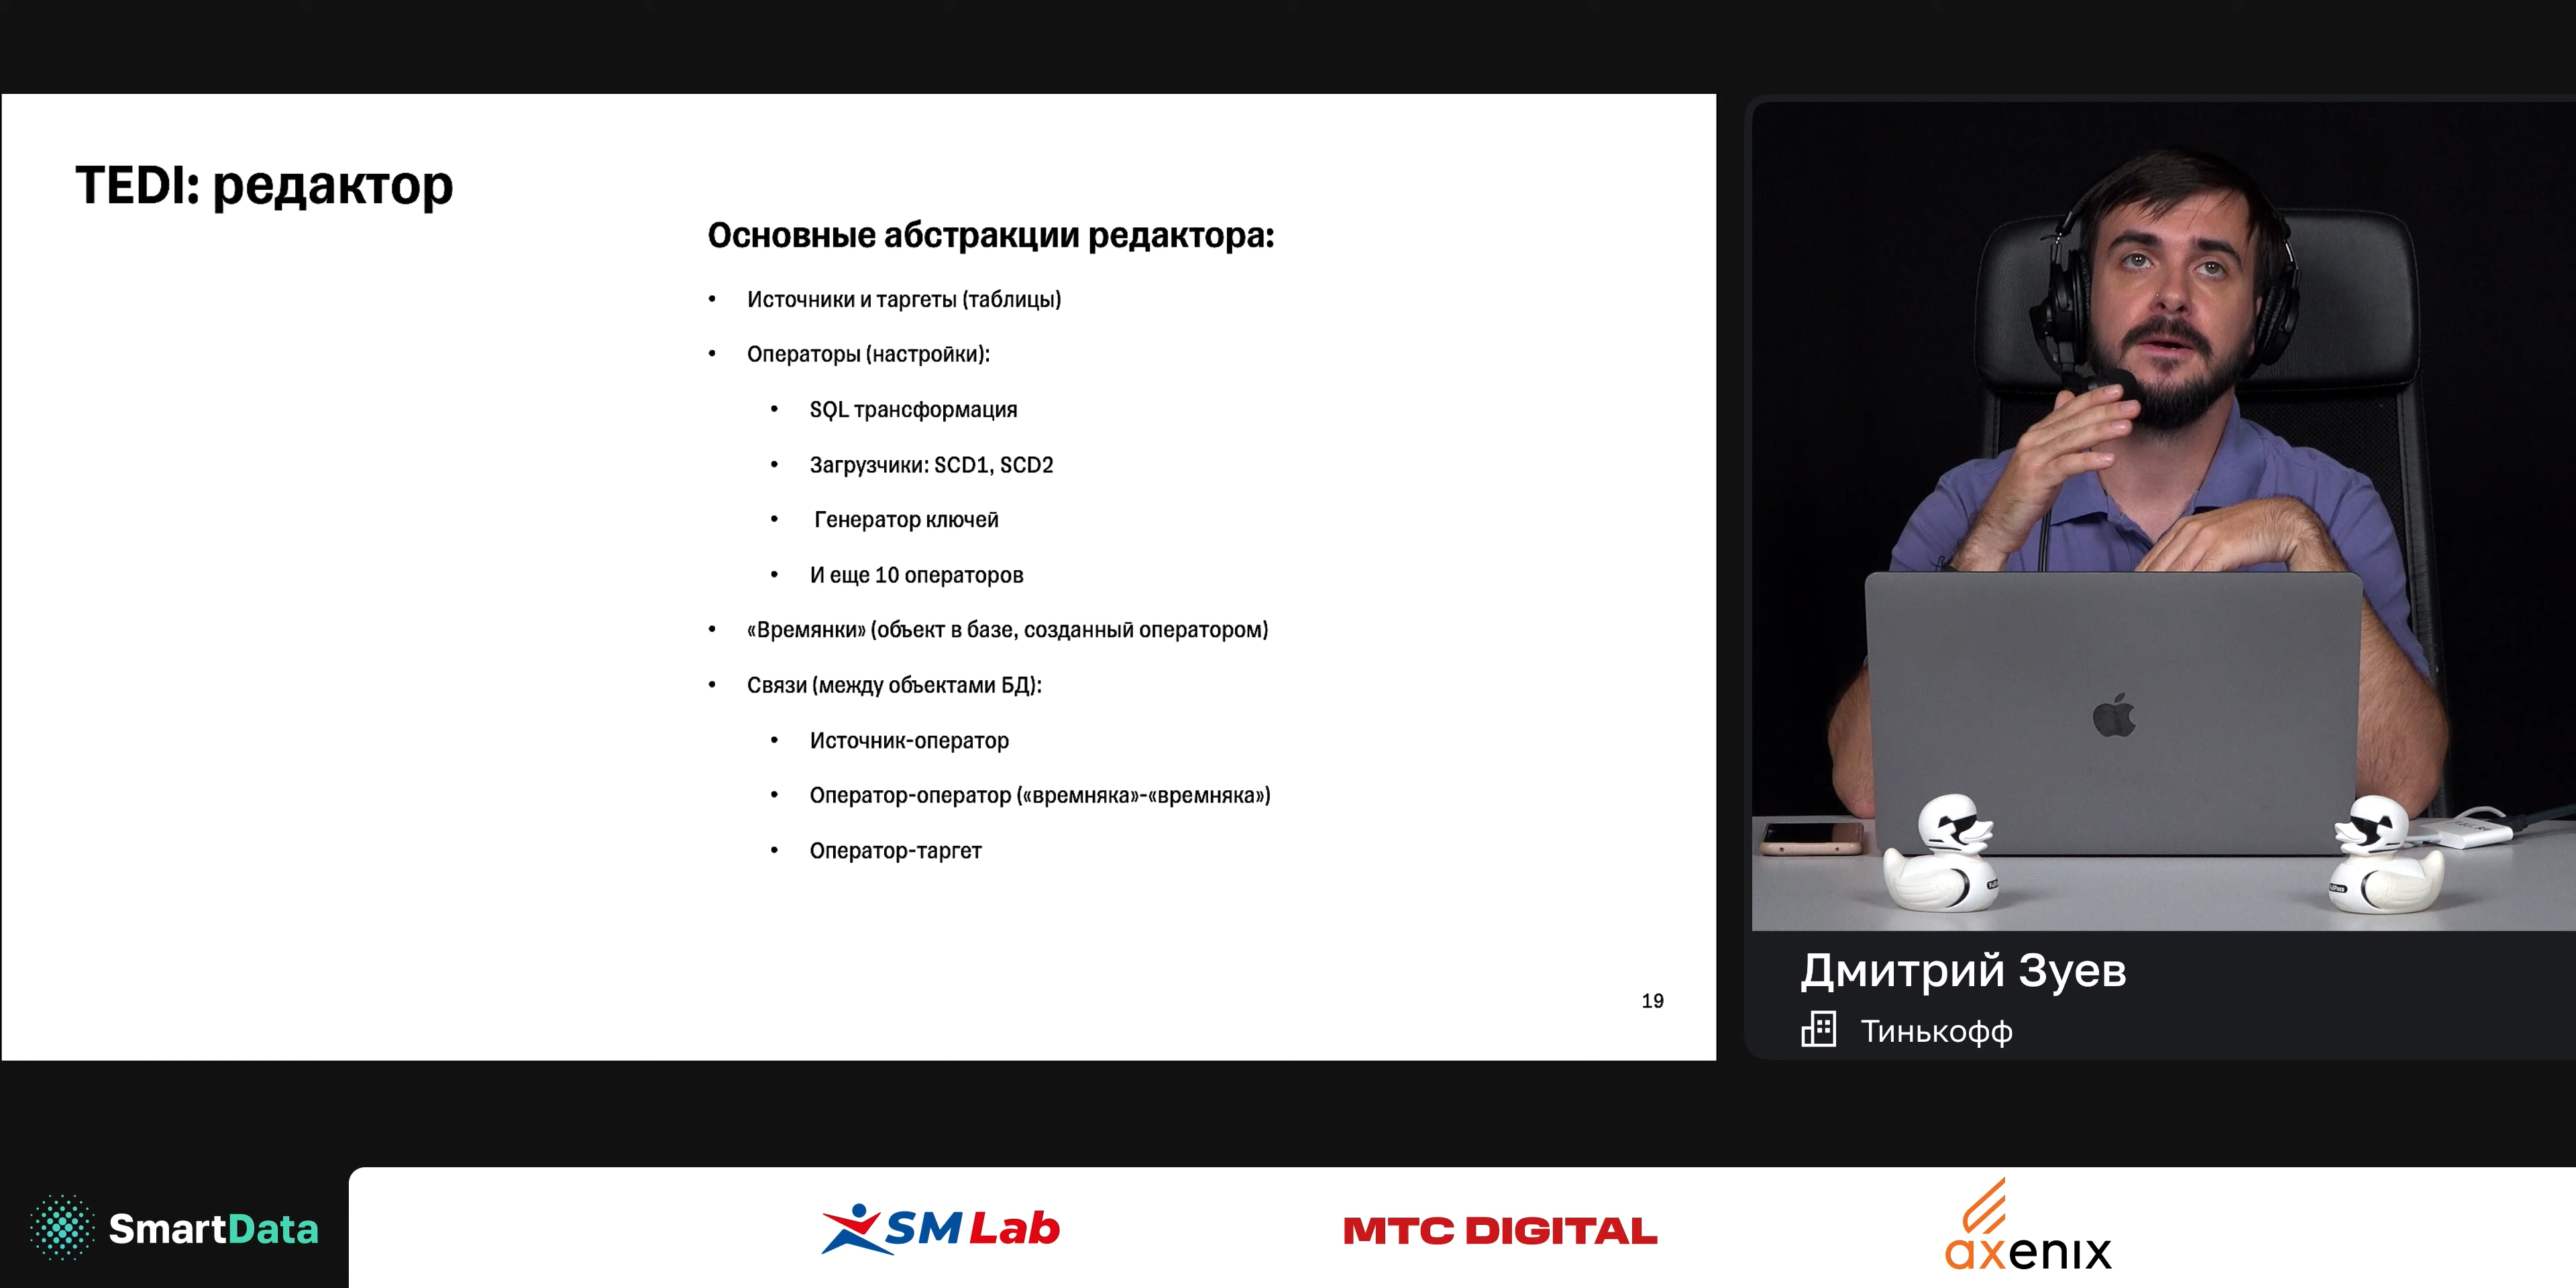 TEDI: редактор
Основные абстракции редактора:
• Источники и таргеты (таблицы)
• Операторы (настройки):
• SQL трансформация
• Загрузчики: SCD1, SCD2
• Генератор ключей
• И еще 10 операторов
• «Времянки» (объект в базе, созданный оператором)
• Связи (между объектами БД):
• Источник-оператор
• Оператор-оператор («времняка»-«времняка»)
• Оператор-таргет
19
Дмитрий Зуев
Тинькофф
SmartData
SM Lab
МТС DIGITAL
axenix